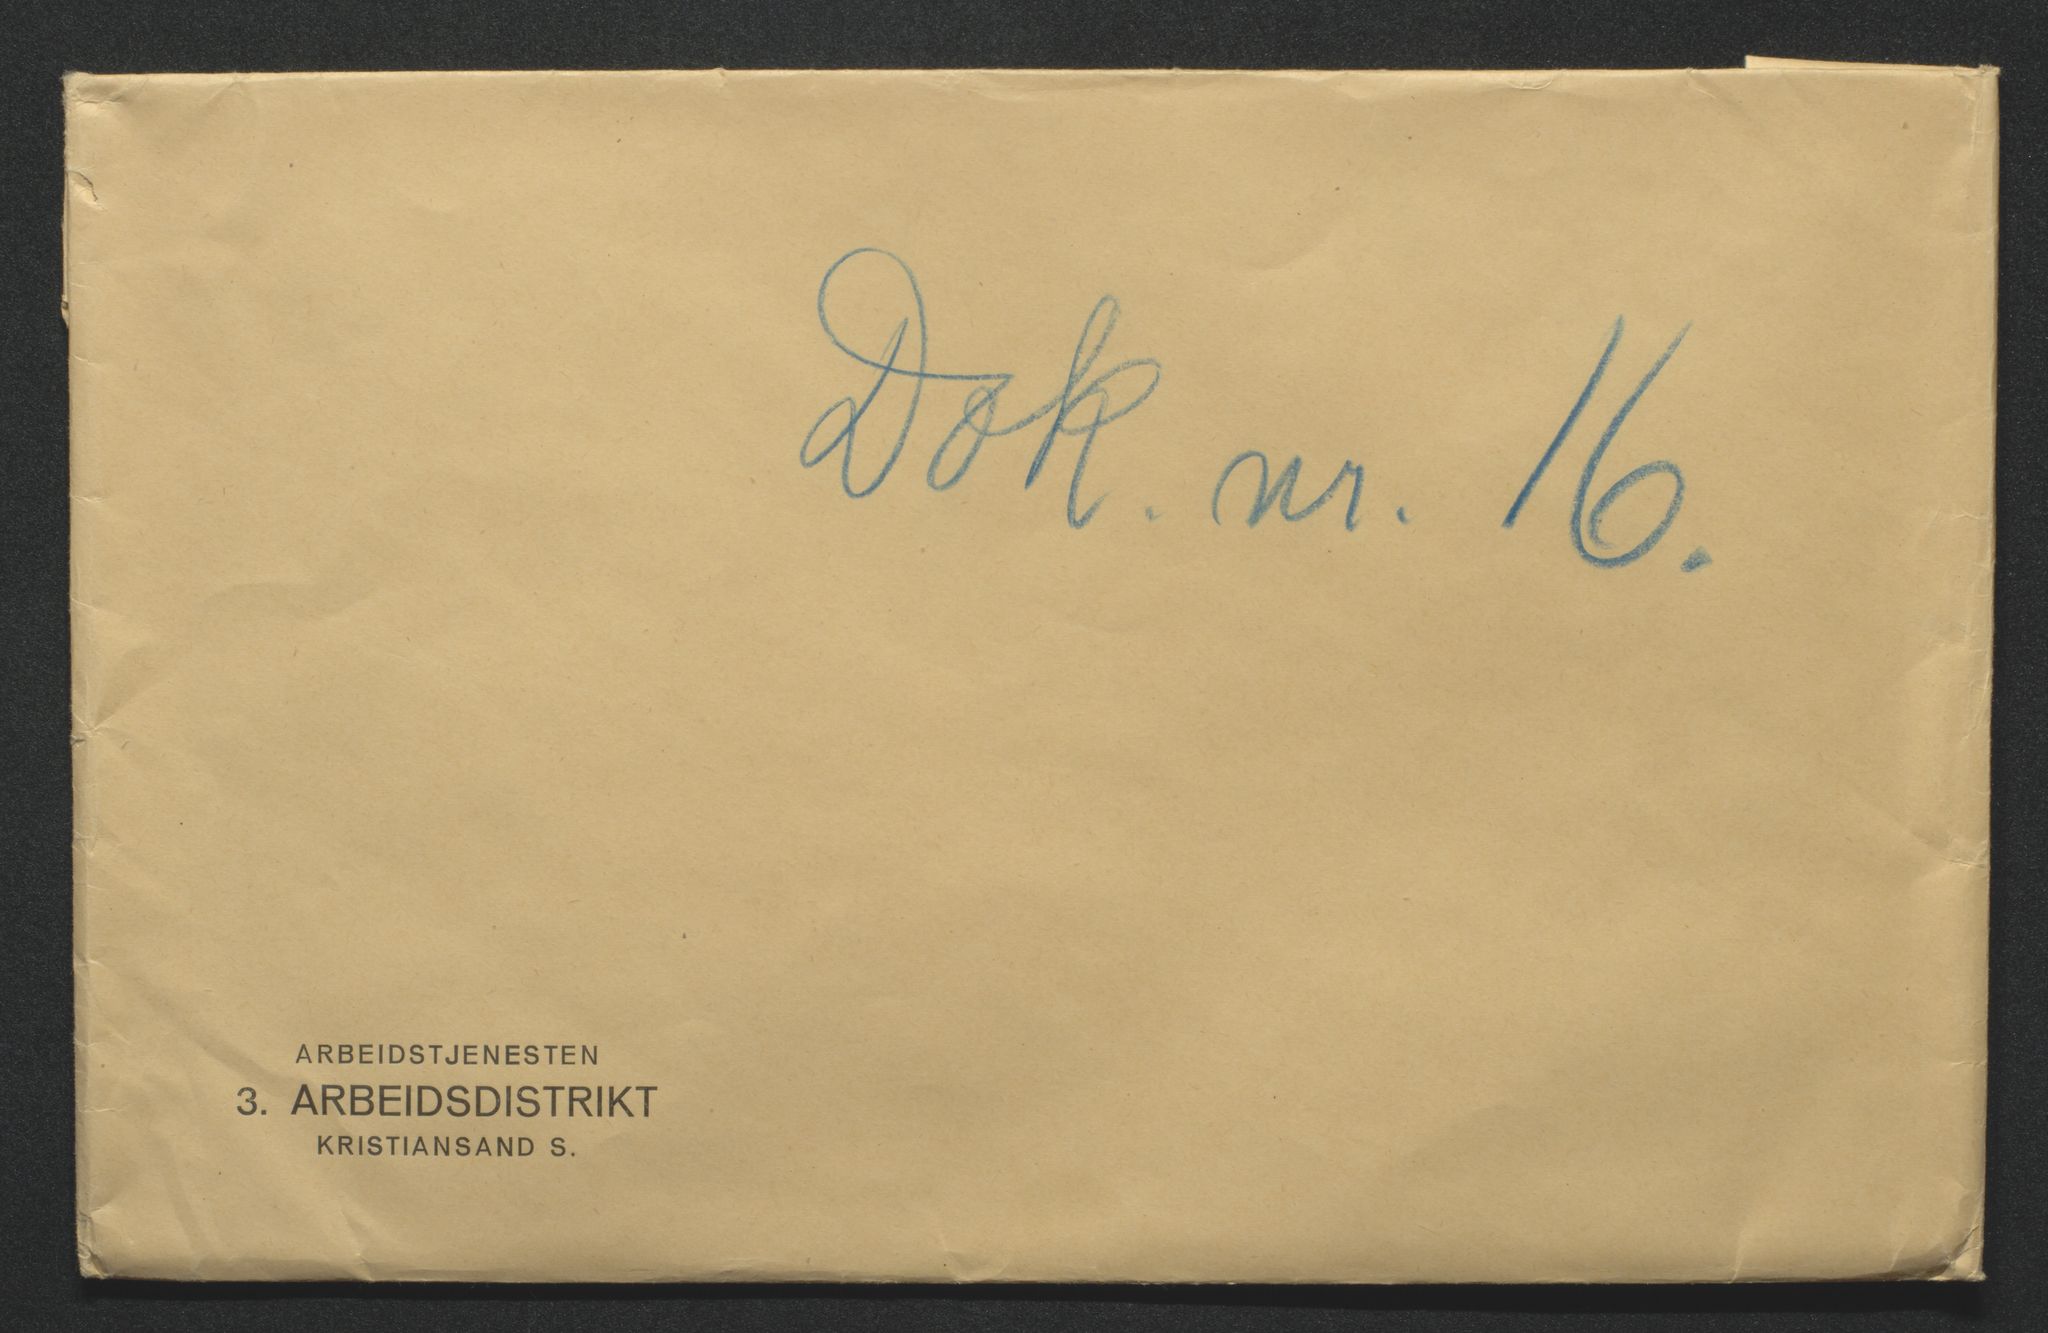 Dok. nr. 16.
ARBEIDSTJENESTEN
3. ARBEIDSDISTRIKT
KRISTIANSAND S.